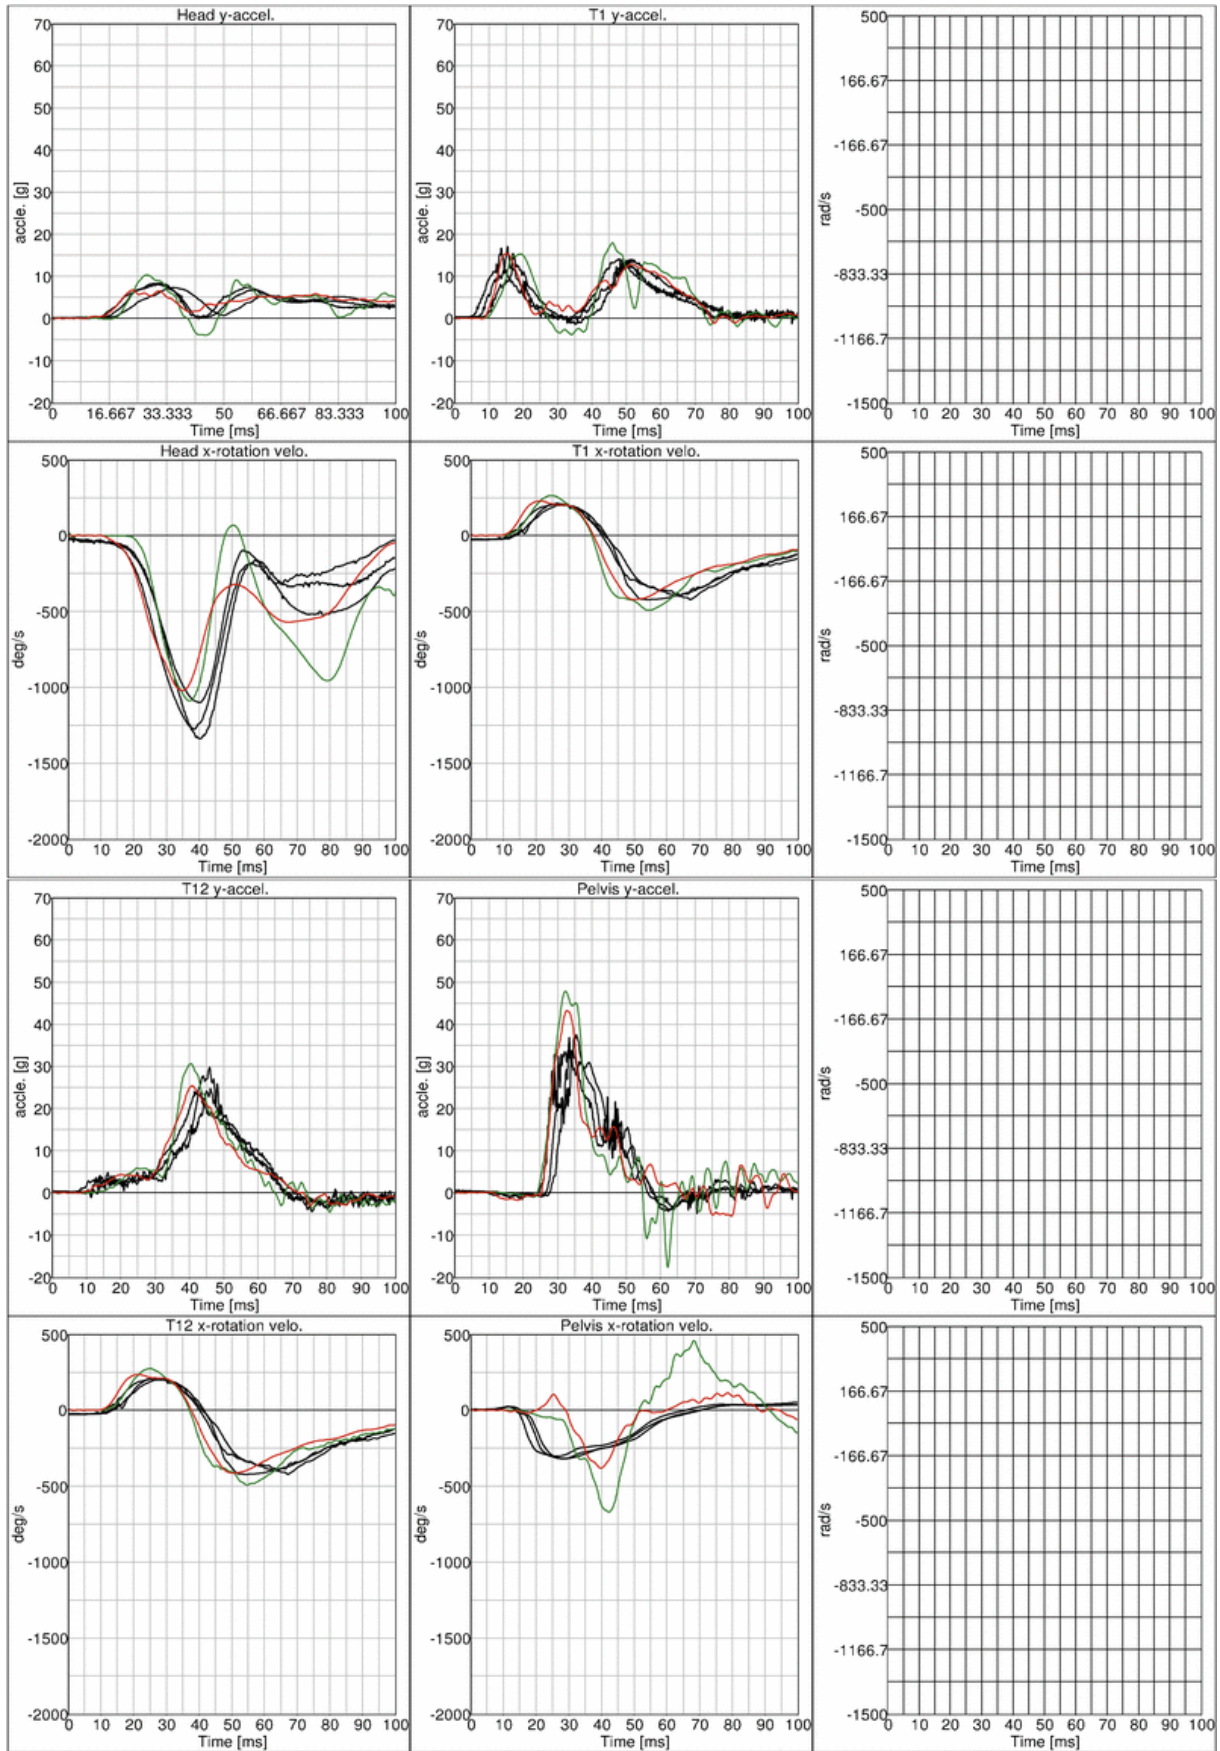 Head y-accel.
70
60
50
40
30
20
10
0
-10
-20
accle. [g]
0 16.667 33.333 50 66.667 83.333 100
Time [ms]
T1 y-accel.
70
60
50
40
30
20
10
0
-10
-20
accle. [g]
0 10 20 30 40 50 60 70 80 90 100
Time [ms]
500
166.67
-166.67
-500
-833.33
-1166.7
-1500
rad/s
0 10 20 30 40 50 60 70 80 90 100
Time [ms]
Head x-rotation velo.
500
0
-500
-1000
-1500
-2000
deg/s
0 10 20 30 40 50 60 70 80 90 100
Time [ms]
T1 x-rotation velo.
500
0
-500
-1000
-1500
-2000
deg/s
0 10 20 30 40 50 60 70 80 90 100
Time [ms]
500
166.67
-166.67
-500
-833.33
-1166.7
-1500
rad/s
0 10 20 30 40 50 60 70 80 90 100
Time [ms]
T12 y-accel.
70
60
50
40
30
20
10
0
-10
-20
accle. [g]
0 10 20 30 40 50 60 70 80 90 100
Time [ms]
Pelvis y-accel.
70
60
50
40
30
20
10
0
-10
-20
accle. [g]
0 10 20 30 40 50 60 70 80 90 100
Time [ms]
500
166.67
-166.67
-500
-833.33
-1166.7
-1500
rad/s
0 10 20 30 40 50 60 70 80 90 100
Time [ms]
T12 x-rotation velo.
500
0
-500
-1000
-1500
-2000
deg/s
0 10 20 30 40 50 60 70 80 90 100
Time [ms]
Pelvis x-rotation velo.
500
0
-500
-1000
-1500
-2000
deg/s
0 10 20 30 40 50 60 70 80 90 100
Time [ms]
500
166.67
-166.67
-500
-833.33
-1166.7
-1500
rad/s
0 10 20 30 40 50 60 70 80 90 100
Time [ms]